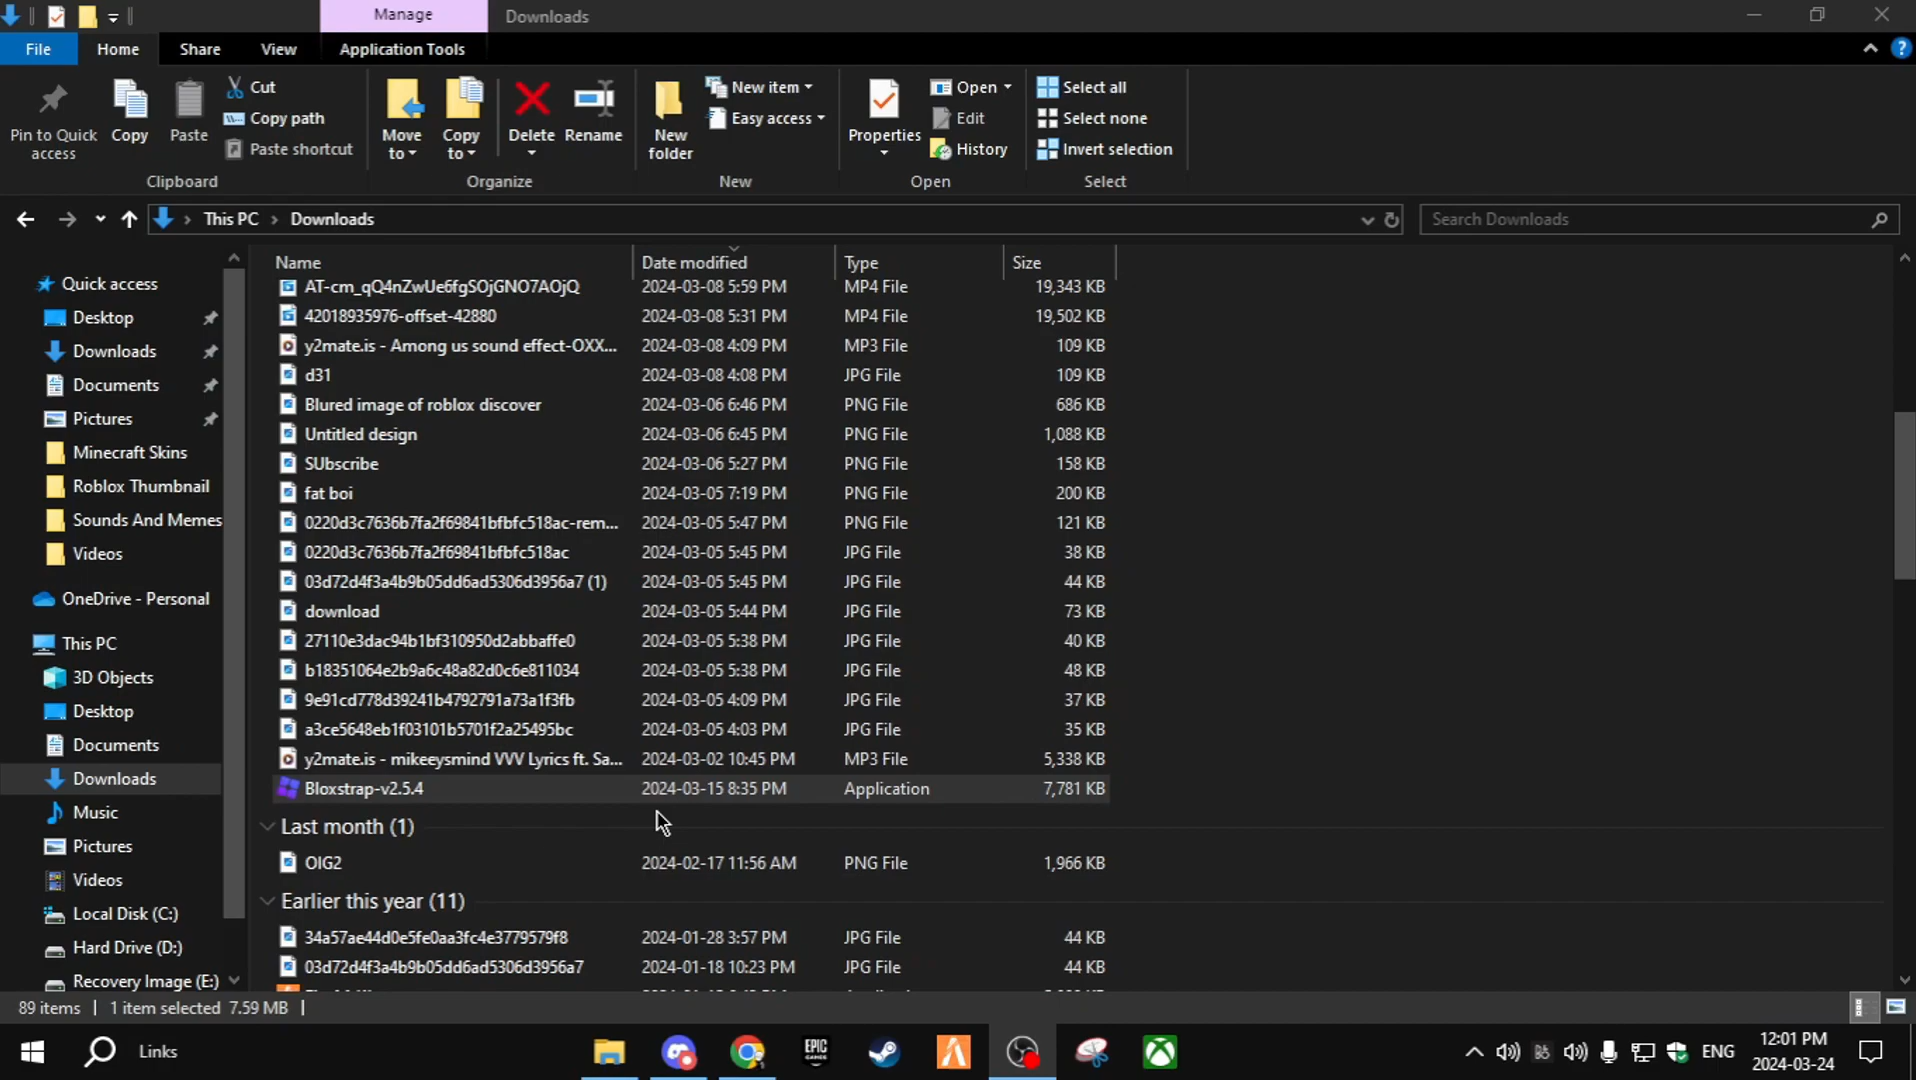 Manage
Downloads
File
Home
Share
View
Application Tools
Pin to Quick access
Copy
Paste
Cut
Copy path
Paste shortcut
Clipboard
Move to
Copy to
Delete
Rename
Organize
New folder
New item
Easy access
New
Properties
Open
Edit
History
Open
Select all
Select none
Invert selection
Select
This PC > Downloads
Search Downloads
Quick access
Desktop
Downloads
Documents
Pictures
Minecraft Skins
Roblox Thumbnail
Sounds And Memes
Videos
OneDrive - Personal
This PC
3D Objects
Desktop
Documents
Downloads
Music
Pictures
Videos
Local Disk (C:)
Hard Drive (D:)
Recovery Image (E:)
Name Date modified Type Size
AT-cm_qQ4nZwUe6fgSOjGNO7AOjQ 2024-03-08 5:59 PM MP4 File 19,343 KB
42018935976-offset-42880 2024-03-08 5:31 PM MP4 File 19,502 KB
y2mate.is - Among us sound effect-OXX... 2024-03-08 4:09 PM MP3 File 109 KB
d31 2024-03-08 4:08 PM JPG File 109 KB
Blured image of roblox discover 2024-03-06 6:46 PM PNG File 686 KB
Untitled design 2024-03-06 6:45 PM PNG File 1,088 KB
SUbscribe 2024-03-06 5:27 PM PNG File 158 KB
fat boi 2024-03-05 7:19 PM PNG File 200 KB
0220d3c7636b7fa2f69841bfbfc518ac-rem... 2024-03-05 5:47 PM PNG File 121 KB
0220d3c7636b7fa2f69841bfbfc518ac 2024-03-05 5:45 PM JPG File 38 KB
03d72d4f3a4b9b05dd6ad5306d3956a7 (1) 2024-03-05 5:45 PM JPG File 44 KB
download 2024-03-05 5:44 PM JPG File 73 KB
27110e3dac94b1bf310950d2abbaffe0 2024-03-05 5:38 PM JPG File 40 KB
b18351064e2b9a6c48a82d0c6e811034 2024-03-05 5:38 PM JPG File 48 KB
9e91cd778d39241b4792791a73a1f3fb 2024-03-05 4:09 PM JPG File 37 KB
a3ce5648eb1f03101b5701f2a25495bc 2024-03-05 4:03 PM JPG File 35 KB
y2mate.is - mikeeysmind VVV Lyrics ft. Sa... 2024-03-02 10:45 PM MP3 File 5,338 KB
Bloxstrap-v2.5.4 2024-03-15 8:35 PM Application 7,781 KB
Last month (1)
OIG2 2024-02-17 11:56 AM PNG File 1,966 KB
Earlier this year (11)
34a57ae44d0e5fe0aa3fc4e3779579f8 2024-01-28 3:57 PM JPG File 44 KB
03d72d4f3a4b9b05dd6ad5306d3956a7 2024-01-18 10:23 PM JPG File 44 KB
89 items
1 item selected 7.59 MB
Links
EPIC GAMES
ENG
12:01 PM
2024-03-24